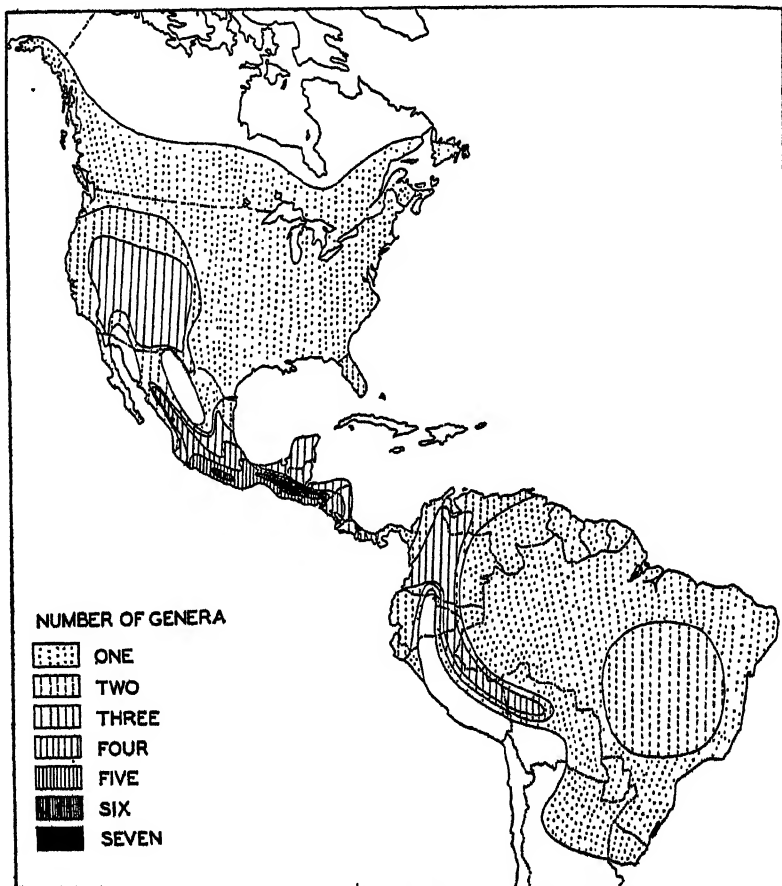 NUMBER OF GENERA
ONE
TWO
THREE
FOUR
FIVE
SIX
SEVEN